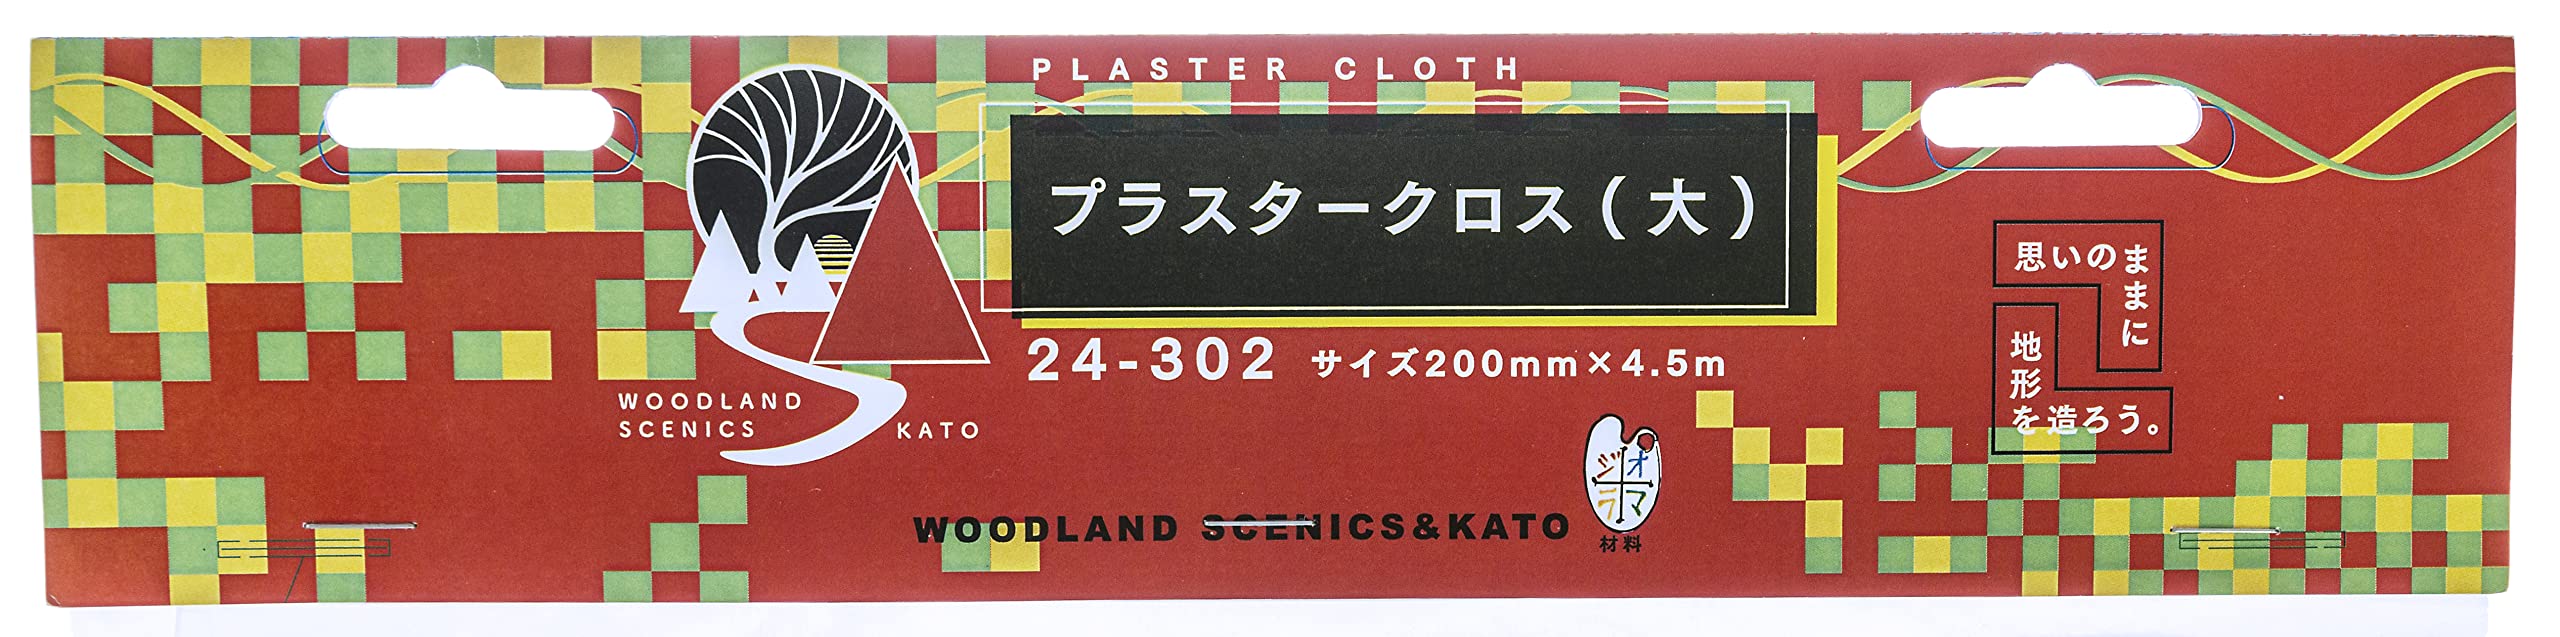 PLASTER CLOTH
プラスタークロス(大)
24-302 サイズ200mm×4.5m
WOODLAND
SCENICS
KATO
思いのままに
地形を造ろう。
WOODLAND SCENICS&KATO
ジオ
ラマ
材料